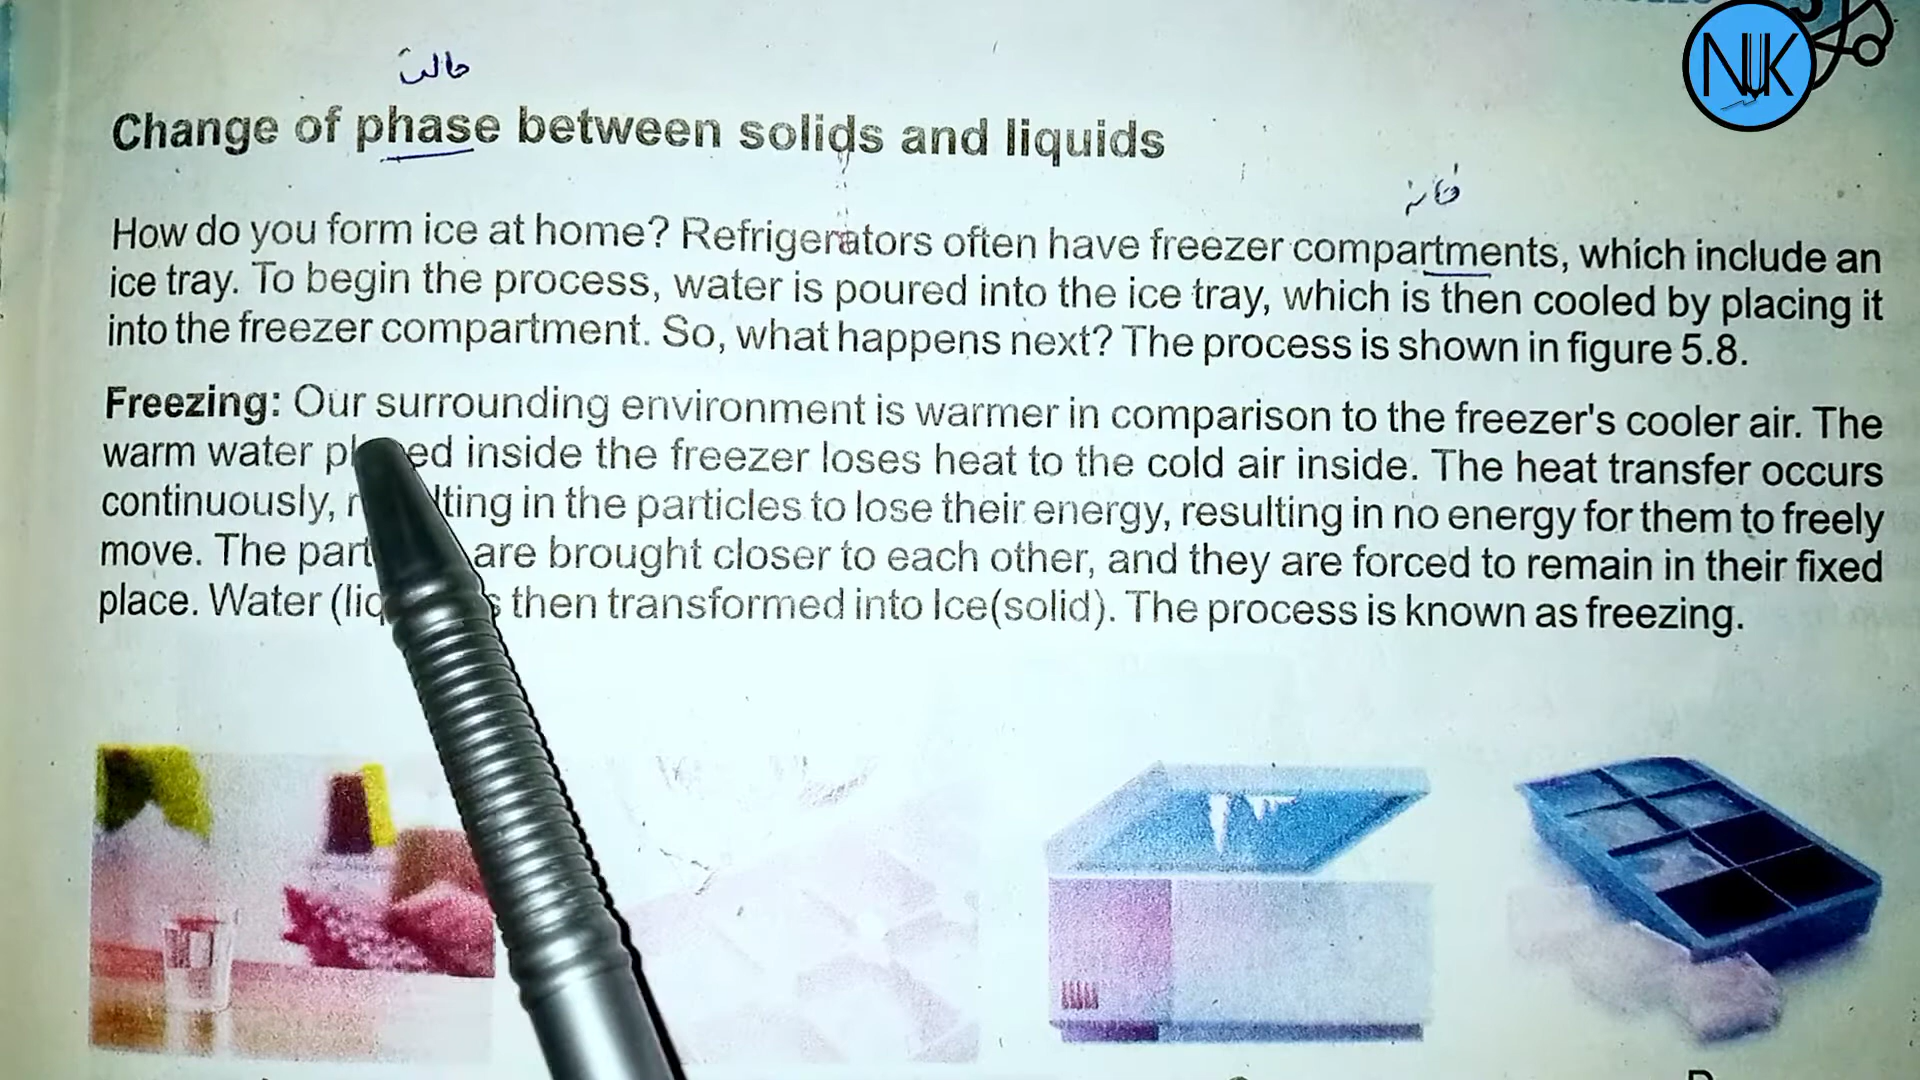 NUK
حالت
Change of phase between solids and liquids
خانہ
How do you form ice at home? Refrigerators often have freezer compartments, which include an
ice tray. To begin the process, water is poured into the ice tray, which is then cooled by placing it
into the freezer compartment. So, what happens next? The process is shown in figure 5.8.
Freezing: Our surrounding environment is warmer in comparison to the freezer's cooler air. The
warm water inside the freezer loses heat to the cold air inside. The heat transfer occurs
continuously, in the particles to lose their energy, resulting in no energy for them to freely
move. The are brought closer to each other, and they are forced to remain in their fixed
place. Water then transformed into Ice(solid). The process is known as freezing.